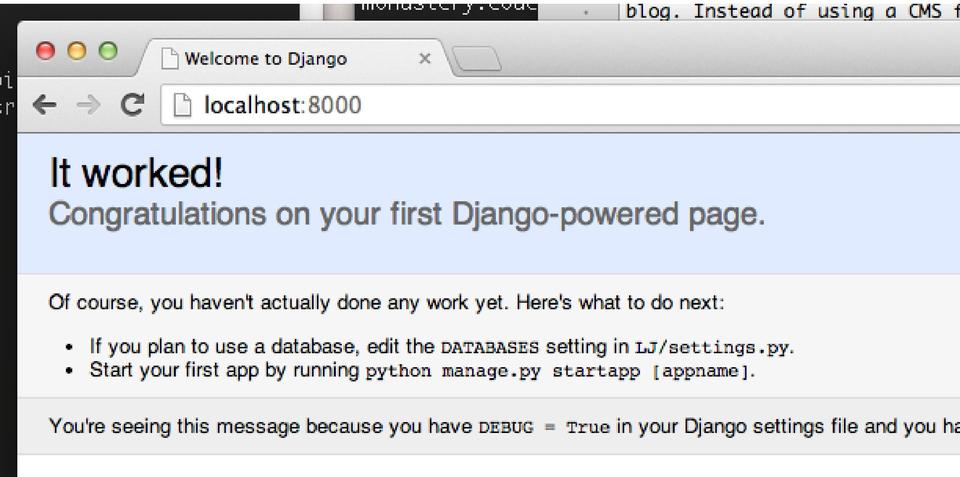 blog. Instead of using a CMS
Welcome to Django
localhost:8000
It worked!
Congratulations on your first Django-powered page.
Of course, you haven't actually done any work yet. Here's what to do next:
• If you plan to use a database, edit the DATABASES setting in LJ/settings.py.
• Start your first app by running python manage.py startapp [appname].
You're seeing this message because you have DEBUG = True in your Django settings file and you